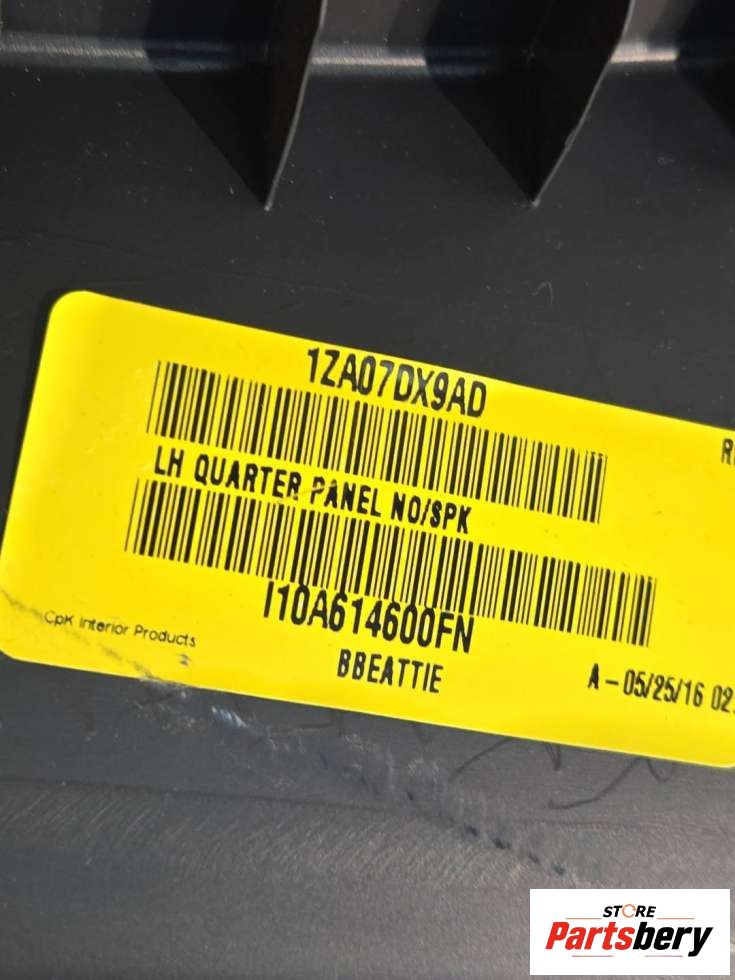 1ZA07DX9AD
LH QUARTER PANEL NO/SPK
I10A614600FN
CpK Interior Products
BBEATTIE
A - 05/25/16
STORE
Partsbery